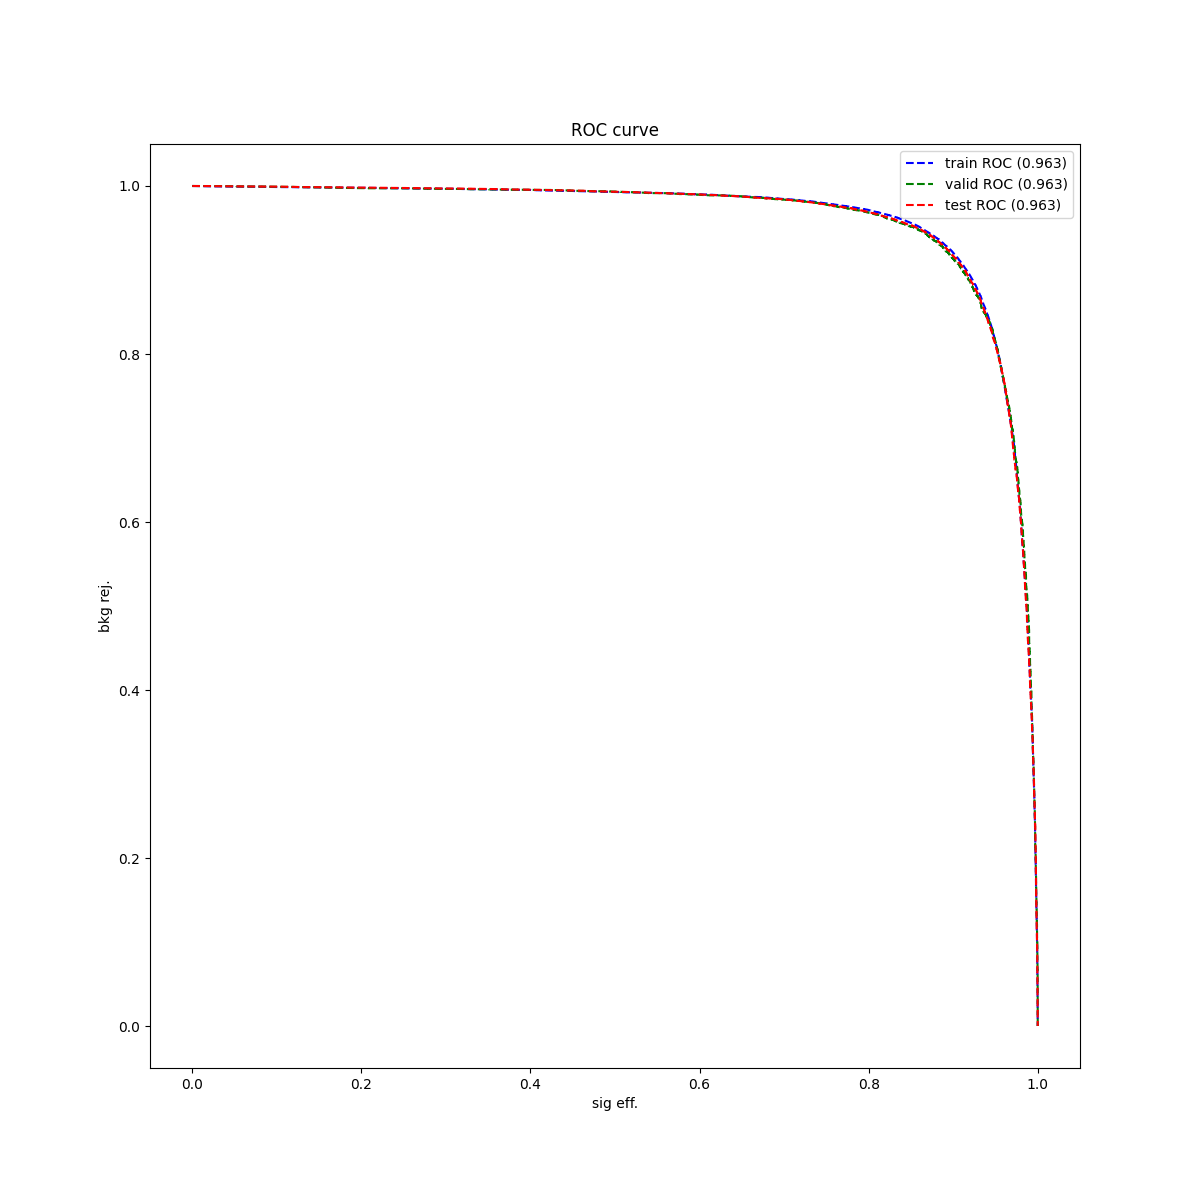 ROC curve
train ROC (0.963)
valid ROC (0.963)
test ROC (0.963)
1.0
0.8
0.6
0.4
0.2
0.0
bkg rej.
0.0 0.2 0.4 0.6 0.8 1.0
sig eff.